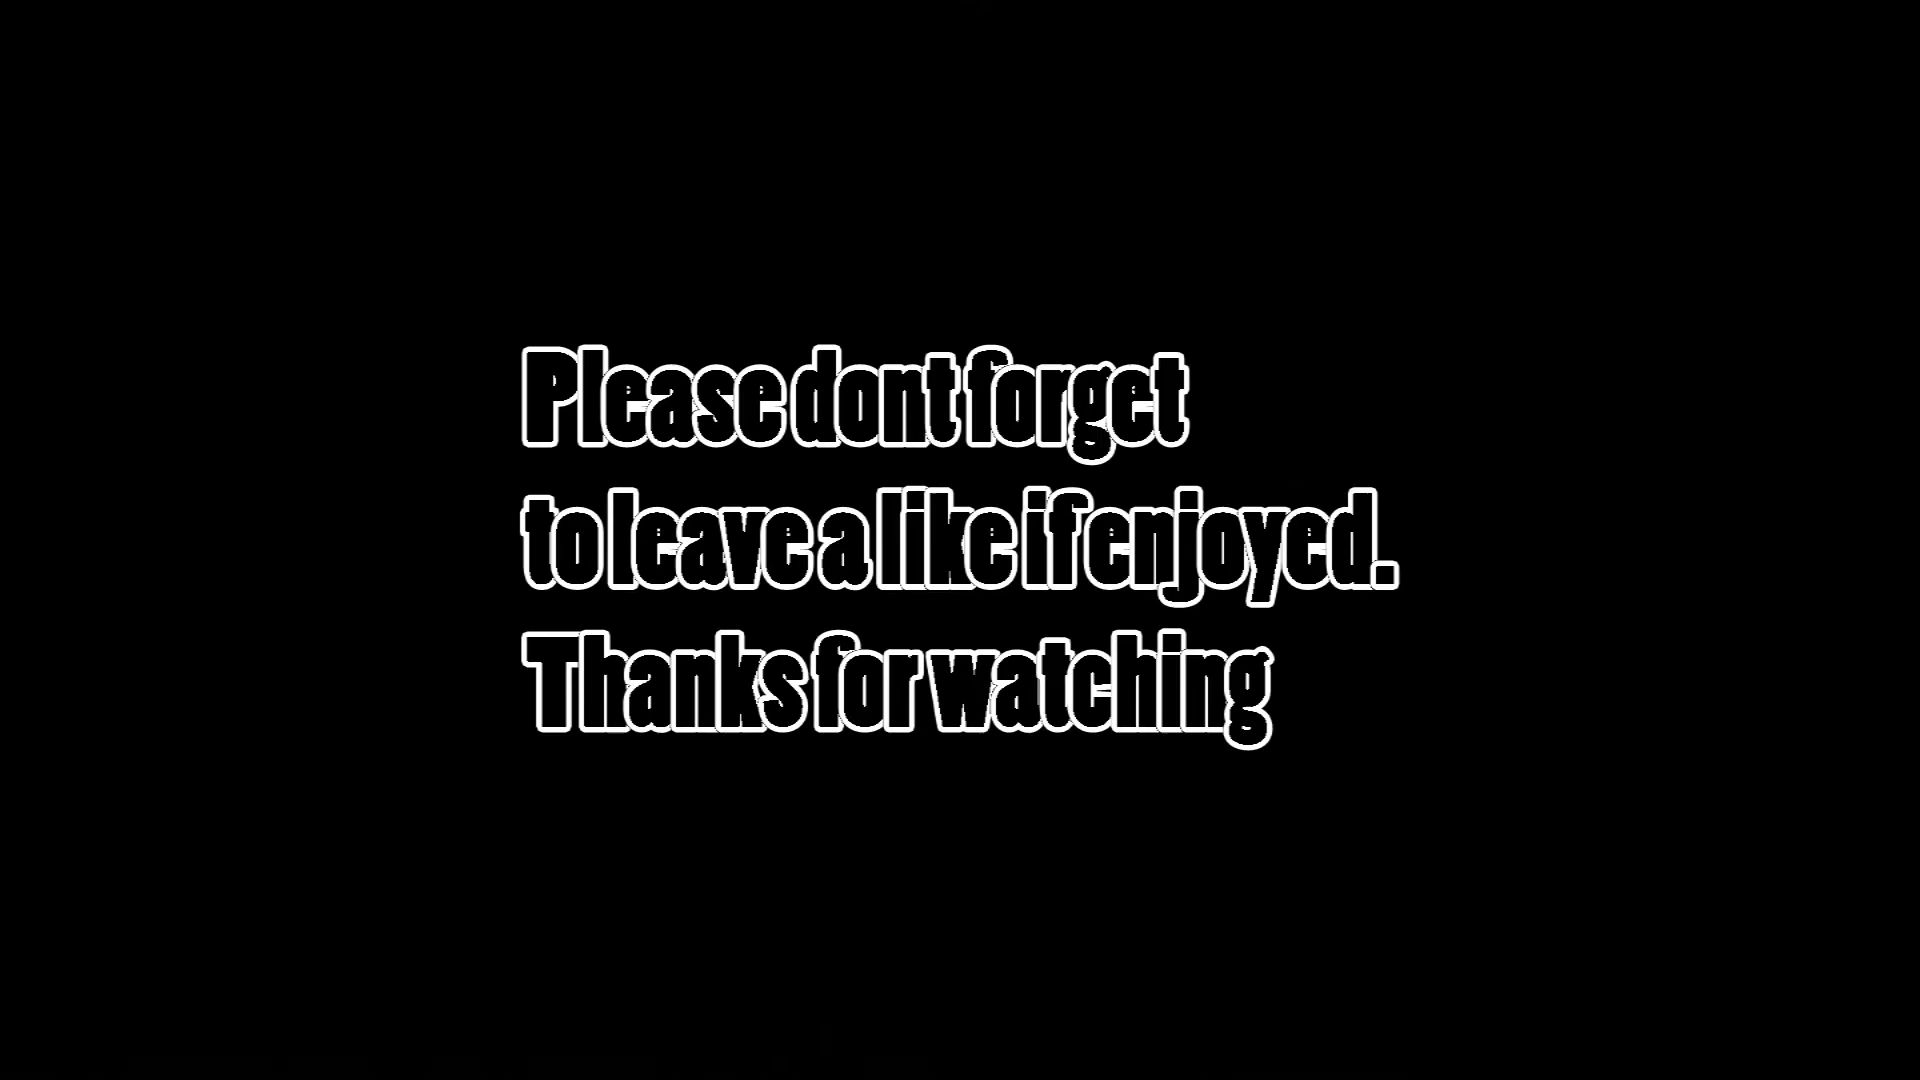 Please dont forget
to leave a like if enjoyed.
Thanks for watching